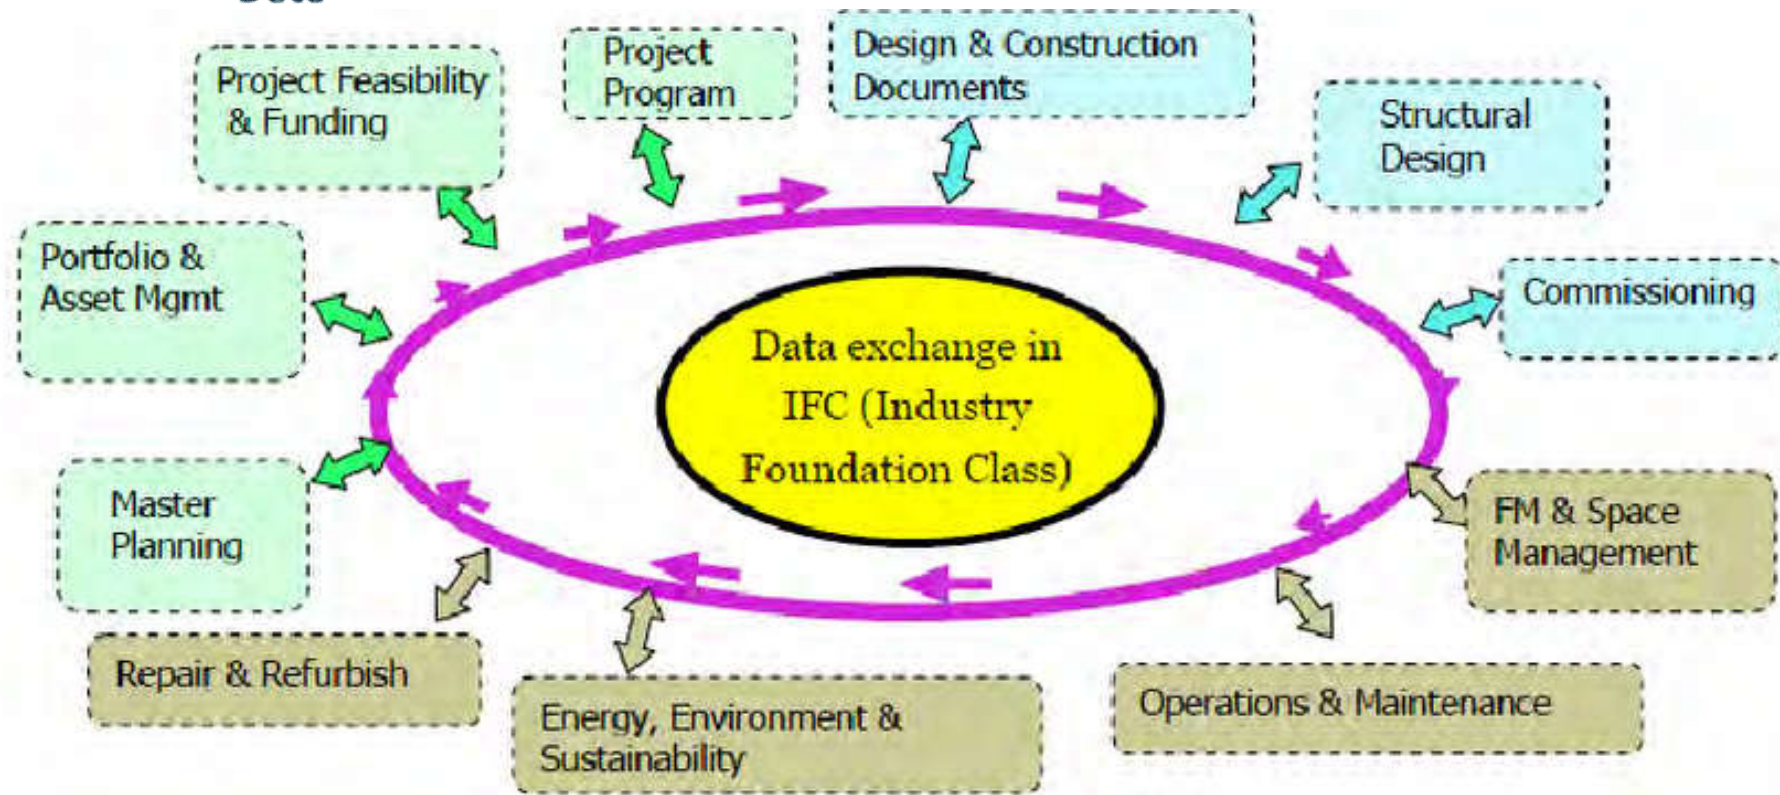 Project Feasibility
& Funding
Project
Program
Design & Construction
Documents
Structural
Design
Portfolio &
Asset Mgmt
Commissioning
Data exchange in
IFC (Industry
Foundation Class)
Master
Planning
FM & Space
Management
Repair & Refurbish
Energy, Environment &
Sustainability
Operations & Maintenance